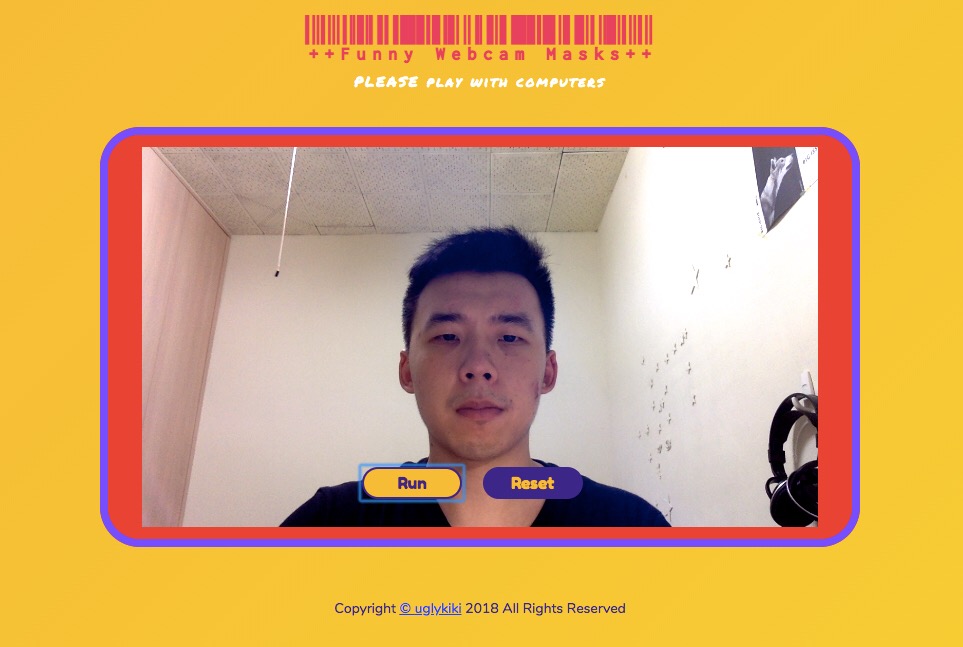 ++Funny Webcam Masks++
PLEASE PLAY WITH COMPUTERS
Run
Reset
Copyright © uglykiki 2018 All Rights Reserved